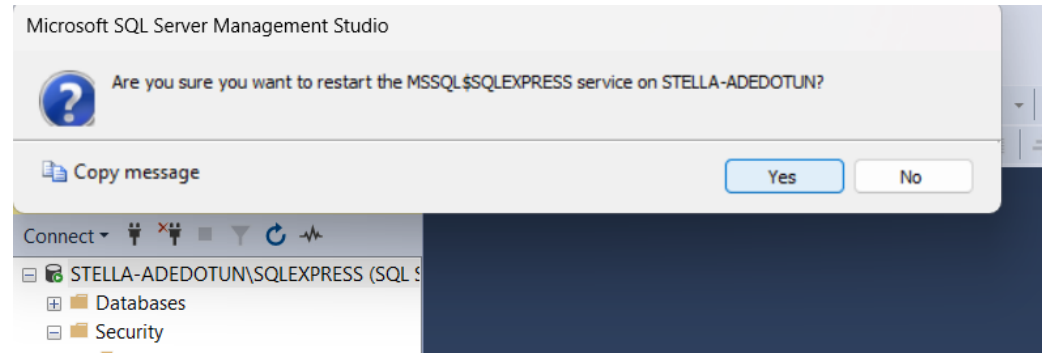 Microsoft SQL Server Management Studio
Are you sure you want to restart the MSSQL$SQLEXPRESS service on STELLA-ADEDOTUN?
Copy message
Yes No
Connect
STELLA-ADEDOTUN\SQLEXPRESS (SQL S
Databases
Security